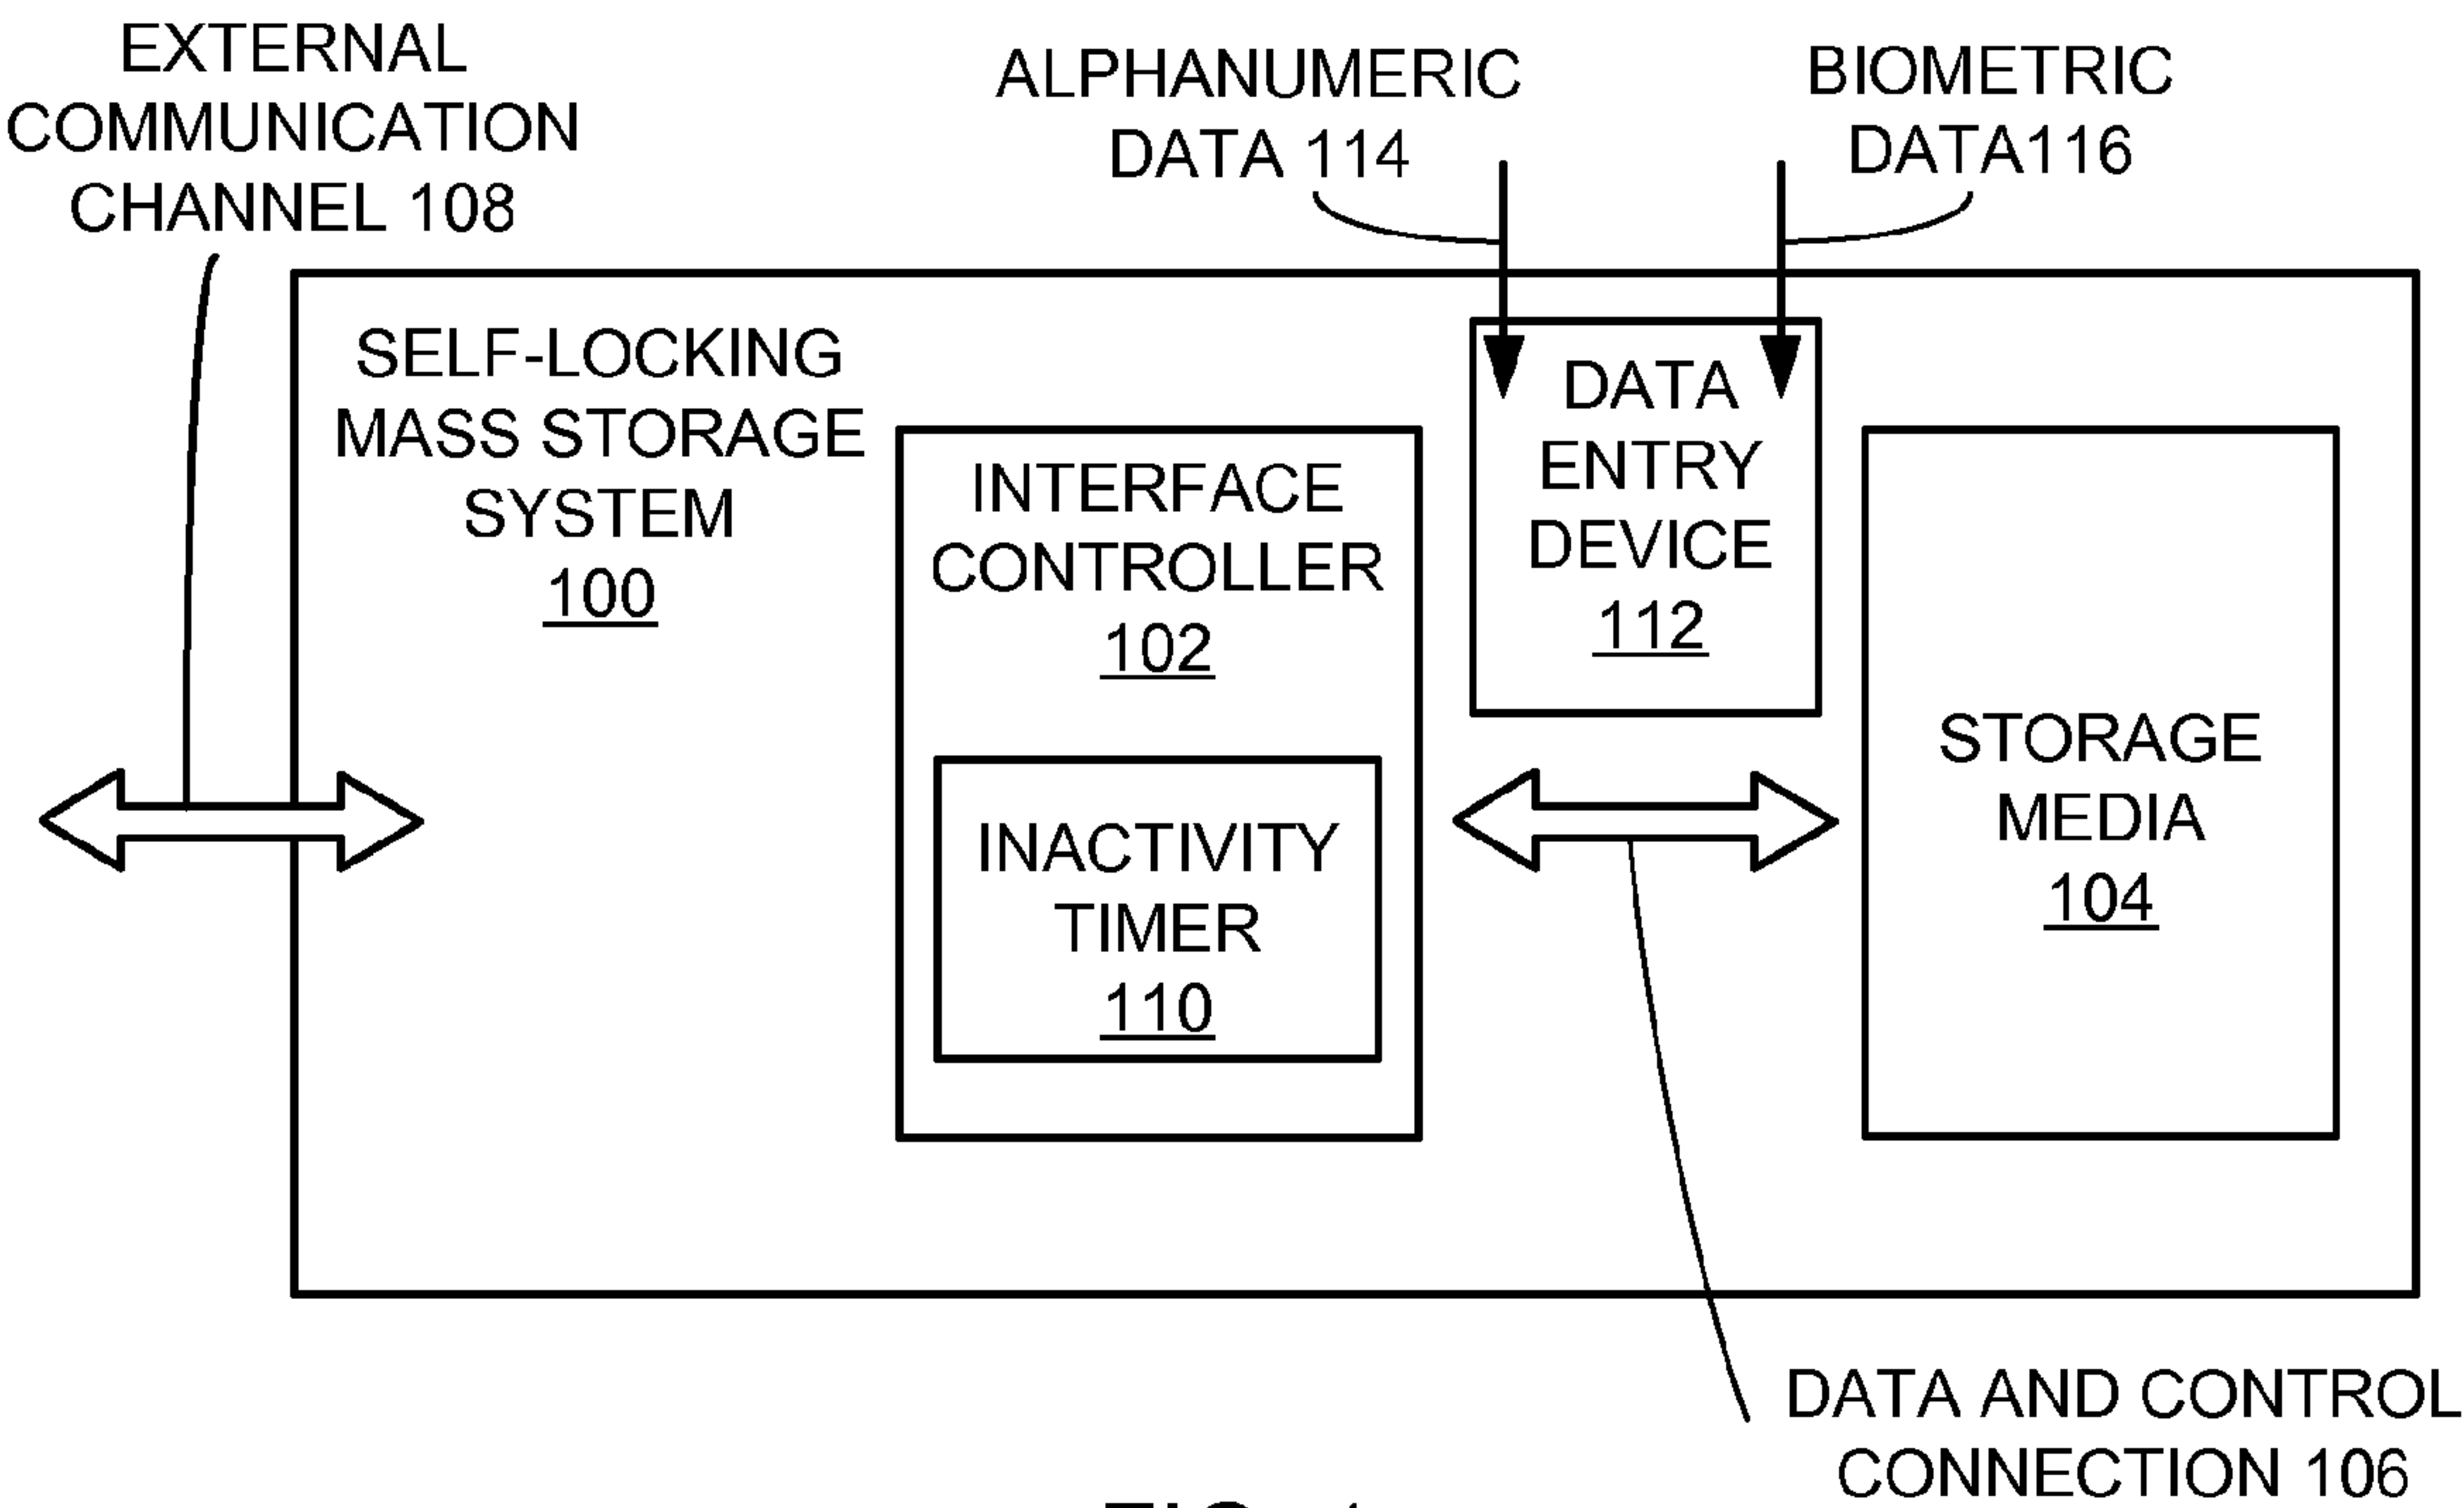 EXTERNAL
COMMUNICATION
CHANNEL 108
ALPHANUMERIC
DATA 114
BIOMETRIC
DATA116
SELF-LOCKING
MASS STORAGE
SYSTEM
100
INTERFACE
CONTROLLER
102
INACTIVITY
TIMER
110
DATA
ENTRY
DEVICE
112
STORAGE
MEDIA
104
DATA AND CONTROL
CONNECTION 106